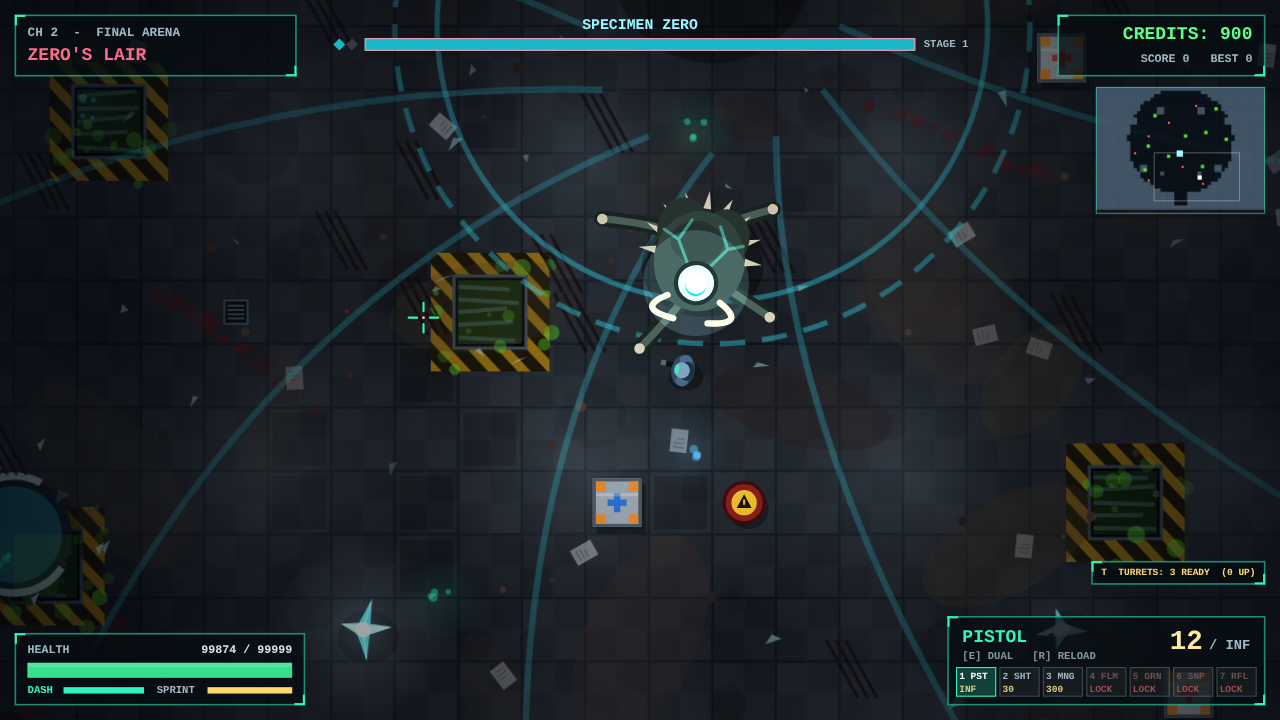 CH 2 - FINAL ARENA
ZERO'S LAIR
SPECIMEN ZERO
STAGE 1
CREDITS: 900
SCORE 0 BEST 0
T TURRETS: 3 READY (0 UP)
HEALTH 99874 / 99999
DASH SPRINT
PISTOL 12 / INF
[E] DUAL [R] RELOAD
1 PST 2 SHT 3 MNG 4 FLM 5 GRN 6 SNP 7 RFL
INF 30 300 LOCK LOCK LOCK LOCK